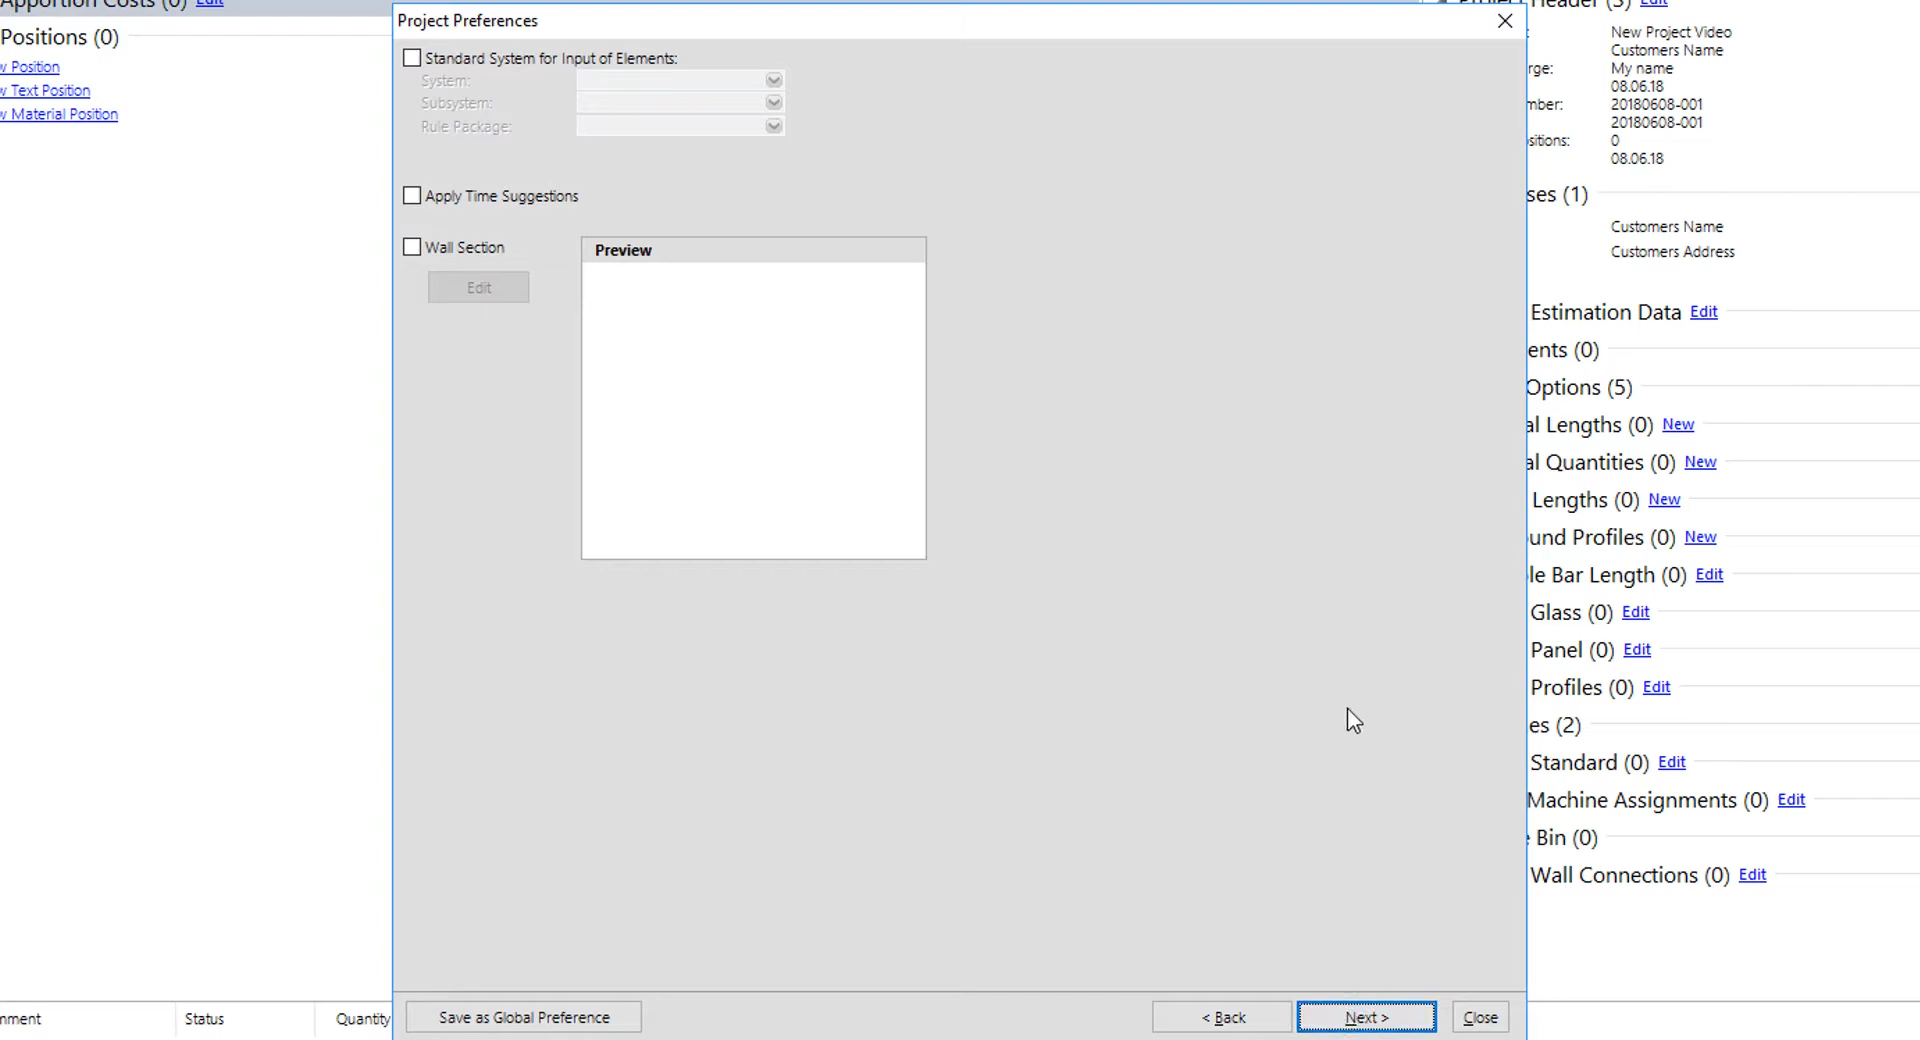 Apportion Costs (0) Edit
Positions (0)
w Position
w Text Position
w Material Position
Project Preferences
Standard System for Input of Elements:
System:
Subsystem:
Rule Package:
Apply Time Suggestions
Wall Section
Edit
Preview
Save as Global Preference
< Back
Next >
Close
nment
Status
Quantity
Project Header (3) Edit
: New Project Video
Customers Name
rge: My name
08.06.18
mber: 20180608-001
20180608-001
sitions: 0
08.06.18
ses (1)
Customers Name
Customers Address
Estimation Data Edit
ents (0)
Options (5)
al Lengths (0) New
al Quantities (0) New
Lengths (0) New
und Profiles (0) New
le Bar Length (0) Edit
Glass (0) Edit
Panel (0) Edit
Profiles (0) Edit
es (2)
Standard (0) Edit
Machine Assignments (0) Edit
e Bin (0)
Wall Connections (0) Edit